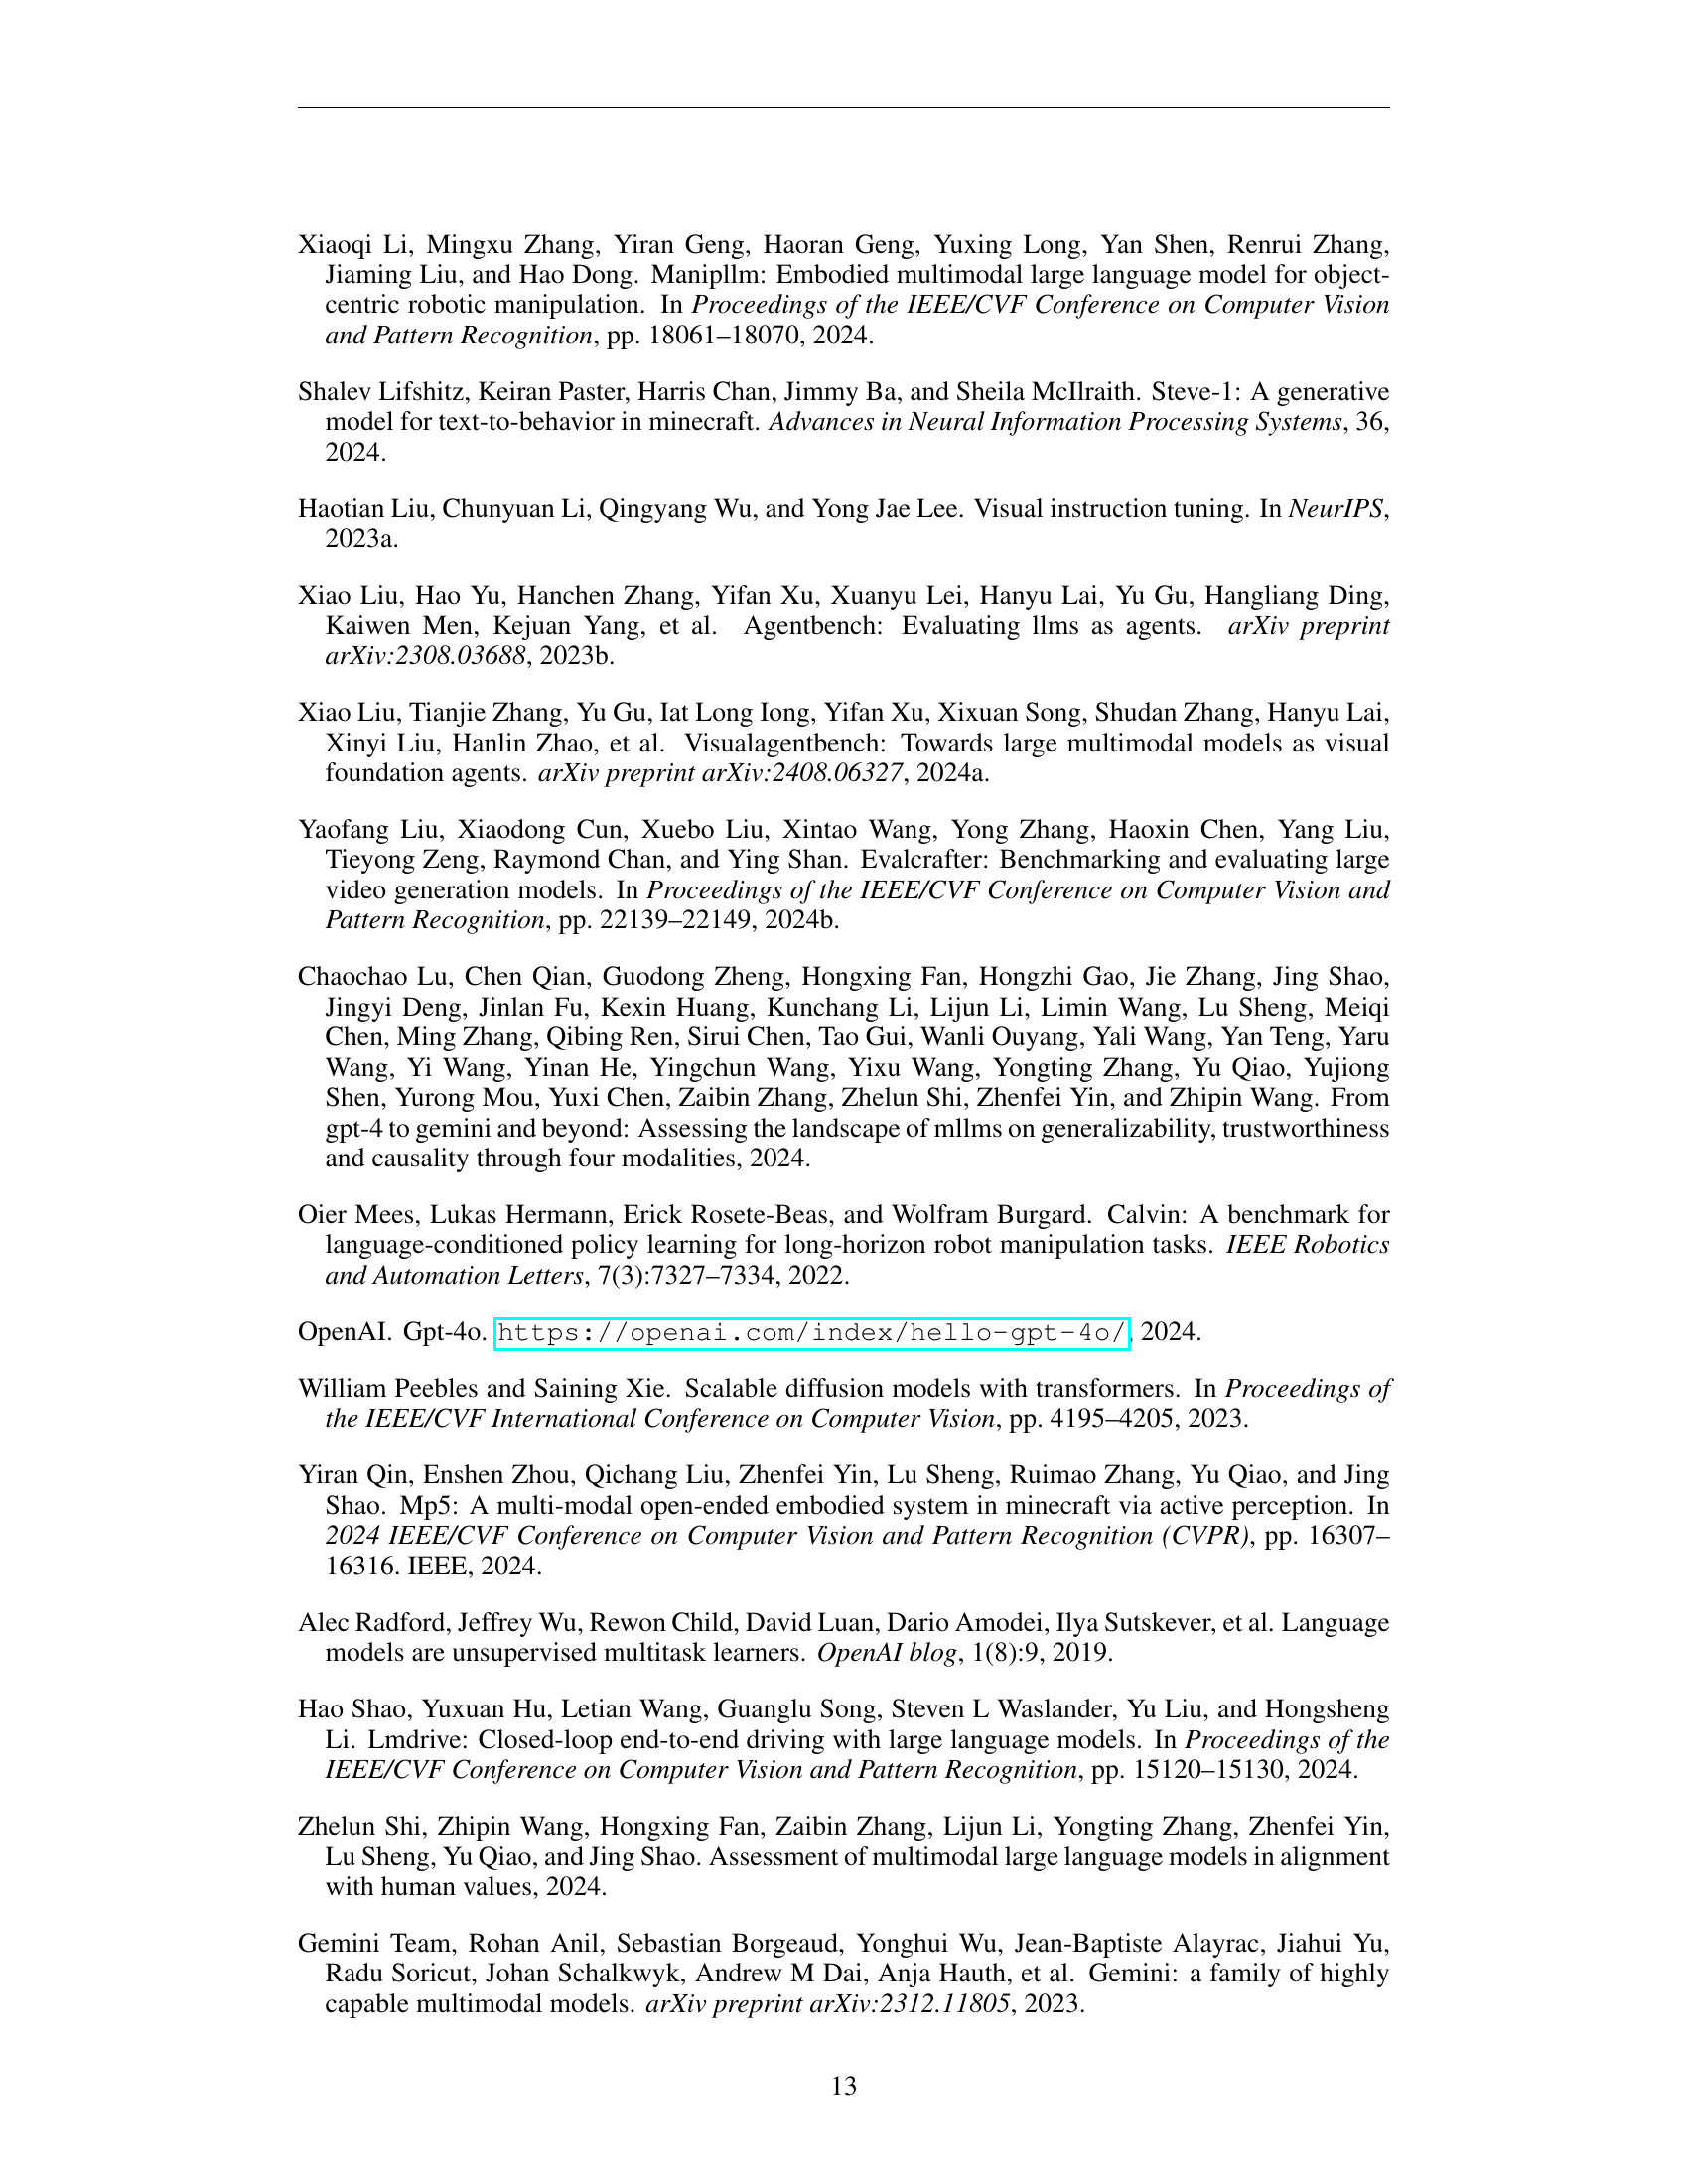 Xiaoqi Li, Mingxu Zhang, Yiran Geng, Haoran Geng, Yuxing Long, Yan Shen, Renrui Zhang,
Jiaming Liu, and Hao Dong. Manipllm: Embodied multimodal large language model for object-
centric robotic manipulation. In Proceedings of the IEEE/CVF Conference on Computer Vision
and Pattern Recognition, pp. 18061–18070, 2024.
Shalev Lifshitz, Keiran Paster, Harris Chan, Jimmy Ba, and Sheila McIlraith. Steve-1: A generative
model for text-to-behavior in minecraft. Advances in Neural Information Processing Systems, 36,
2024.
Haotian Liu, Chunyuan Li, Qingyang Wu, and Yong Jae Lee. Visual instruction tuning. In NeurIPS,
2023a.
Xiao Liu, Hao Yu, Hanchen Zhang, Yifan Xu, Xuanyu Lei, Hanyu Lai, Yu Gu, Hangliang Ding,
Kaiwen Men, Kejuan Yang, et al. Agentbench: Evaluating llms as agents. arXiv preprint
arXiv:2308.03688, 2023b.
Xiao Liu, Tianjie Zhang, Yu Gu, Iat Long Iong, Yifan Xu, Xixuan Song, Shudan Zhang, Hanyu Lai,
Xinyi Liu, Hanlin Zhao, et al. Visualagentbench: Towards large multimodal models as visual
foundation agents. arXiv preprint arXiv:2408.06327, 2024a.
Yaofang Liu, Xiaodong Cun, Xuebo Liu, Xintao Wang, Yong Zhang, Haoxin Chen, Yang Liu,
Tieyong Zeng, Raymond Chan, and Ying Shan. Evalcrafter: Benchmarking and evaluating large
video generation models. In Proceedings of the IEEE/CVF Conference on Computer Vision and
Pattern Recognition, pp. 22139–22149, 2024b.
Chaochao Lu, Chen Qian, Guodong Zheng, Hongxing Fan, Hongzhi Gao, Jie Zhang, Jing Shao,
Jingyi Deng, Jinlan Fu, Kexin Huang, Kunchang Li, Lijun Li, Limin Wang, Lu Sheng, Meiqi
Chen, Ming Zhang, Qibing Ren, Sirui Chen, Tao Gui, Wanli Ouyang, Yali Wang, Yan Teng, Yaru
Wang, Yi Wang, Yinan He, Yingchun Wang, Yixu Wang, Yongting Zhang, Yu Qiao, Yujiong
Shen, Yurong Mou, Yuxi Chen, Zaibin Zhang, Zhelun Shi, Zhenfei Yin, and Zhipin Wang. From
gpt-4 to gemini and beyond: Assessing the landscape of mllms on generalizability, trustworthiness
and causality through four modalities, 2024.
Oier Mees, Lukas Hermann, Erick Rosete-Beas, and Wolfram Burgard. Calvin: A benchmark for
language-conditioned policy learning for long-horizon robot manipulation tasks. IEEE Robotics
and Automation Letters, 7(3):7327–7334, 2022.
OpenAI. Gpt-4o. https://openai.com/index/hello-gpt-4o/, 2024.
William Peebles and Saining Xie. Scalable diffusion models with transformers. In Proceedings of
the IEEE/CVF International Conference on Computer Vision, pp. 4195–4205, 2023.
Yiran Qin, Enshen Zhou, Qichang Liu, Zhenfei Yin, Lu Sheng, Ruimao Zhang, Yu Qiao, and Jing
Shao. Mp5: A multi-modal open-ended embodied system in minecraft via active perception. In
2024 IEEE/CVF Conference on Computer Vision and Pattern Recognition (CVPR), pp. 16307–
16316. IEEE, 2024.
Alec Radford, Jeffrey Wu, Rewon Child, David Luan, Dario Amodei, Ilya Sutskever, et al. Language
models are unsupervised multitask learners. OpenAI blog, 1(8):9, 2019.
Hao Shao, Yuxuan Hu, Letian Wang, Guanglu Song, Steven L Waslander, Yu Liu, and Hongsheng
Li. Lmdrive: Closed-loop end-to-end driving with large language models. In Proceedings of the
IEEE/CVF Conference on Computer Vision and Pattern Recognition, pp. 15120–15130, 2024.
Zhelun Shi, Zhipin Wang, Hongxing Fan, Zaibin Zhang, Lijun Li, Yongting Zhang, Zhenfei Yin,
Lu Sheng, Yu Qiao, and Jing Shao. Assessment of multimodal large language models in alignment
with human values, 2024.
Gemini Team, Rohan Anil, Sebastian Borgeaud, Yonghui Wu, Jean-Baptiste Alayrac, Jiahui Yu,
Radu Soricut, Johan Schalkwyk, Andrew M Dai, Anja Hauth, et al. Gemini: a family of highly
capable multimodal models. arXiv preprint arXiv:2312.11805, 2023.
13